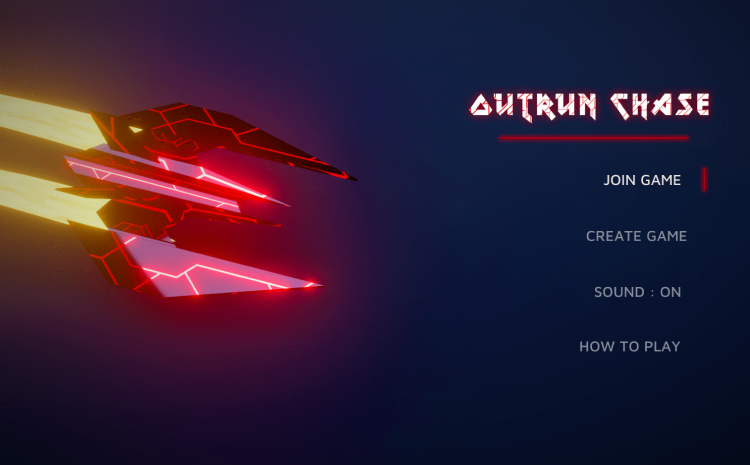 OUTRUN CHASE
JOIN GAME
CREATE GAME
SOUND : ON
HOW TO PLAY